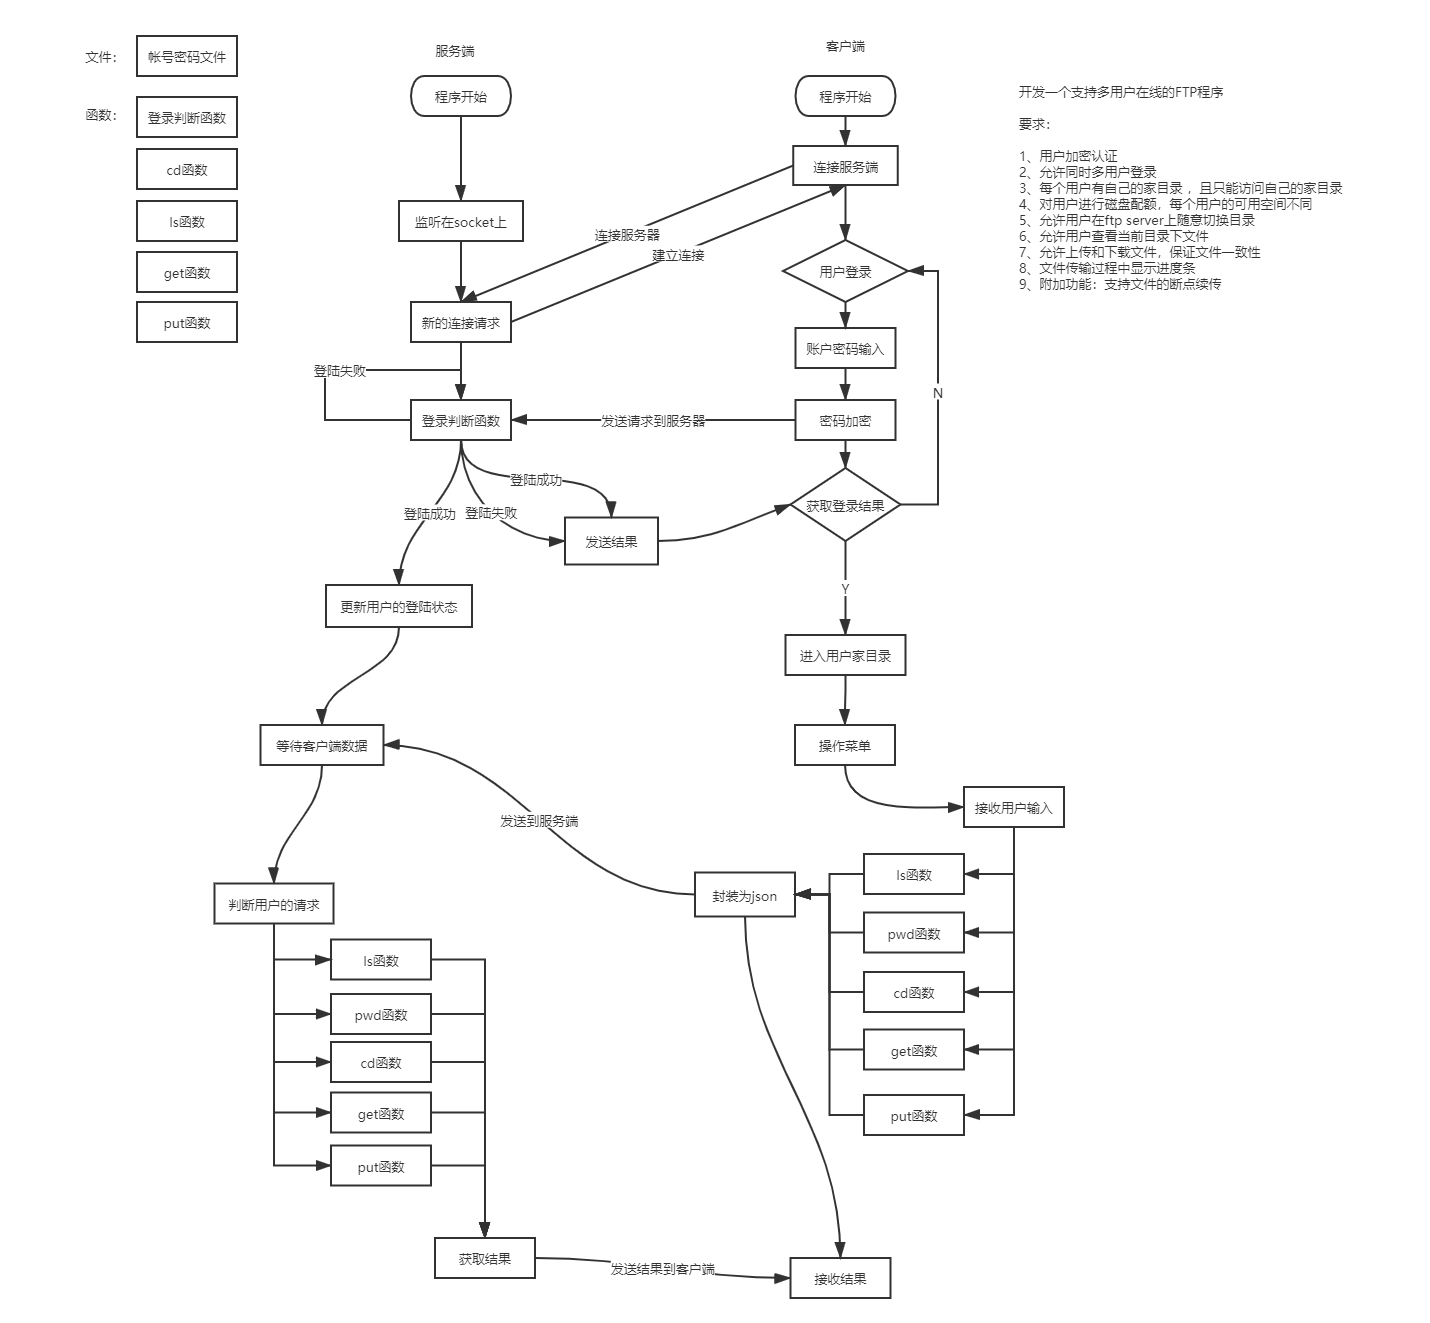 文件：
帐号密码文件
函数：
登录判断函数
cd函数
ls函数
get函数
put函数
服务端
程序开始
监听在socket上
新的连接请求
登陆失败
登录判断函数
登陆成功
登陆成功
登陆失败
发送结果
更新用户的登陆状态
等待客户端数据
判断用户的请求
ls函数
pwd函数
cd函数
get函数
put函数
获取结果
连接服务器
建立连接
发送请求到服务器
发送到服务端
发送结果到客户端
客户端
程序开始
连接服务端
用户登录
账户密码输入
密码加密
获取登录结果
N
Y
进入用户家目录
操作菜单
接收用户输入
ls函数
pwd函数
cd函数
get函数
put函数
封装为json
接收结果
开发一个支持多用户在线的FTP程序
要求：
1、用户加密认证
2、允许同时多用户登录
3、每个用户有自己的家目录 ，且只能访问自己的家目录
4、对用户进行磁盘配额，每个用户的可用空间不同
5、允许用户在ftp server上随意切换目录
6、允许用户查看当前目录下文件
7、允许上传和下载文件，保证文件一致性
8、文件传输过程中显示进度条
9、附加功能：支持文件的断点续传